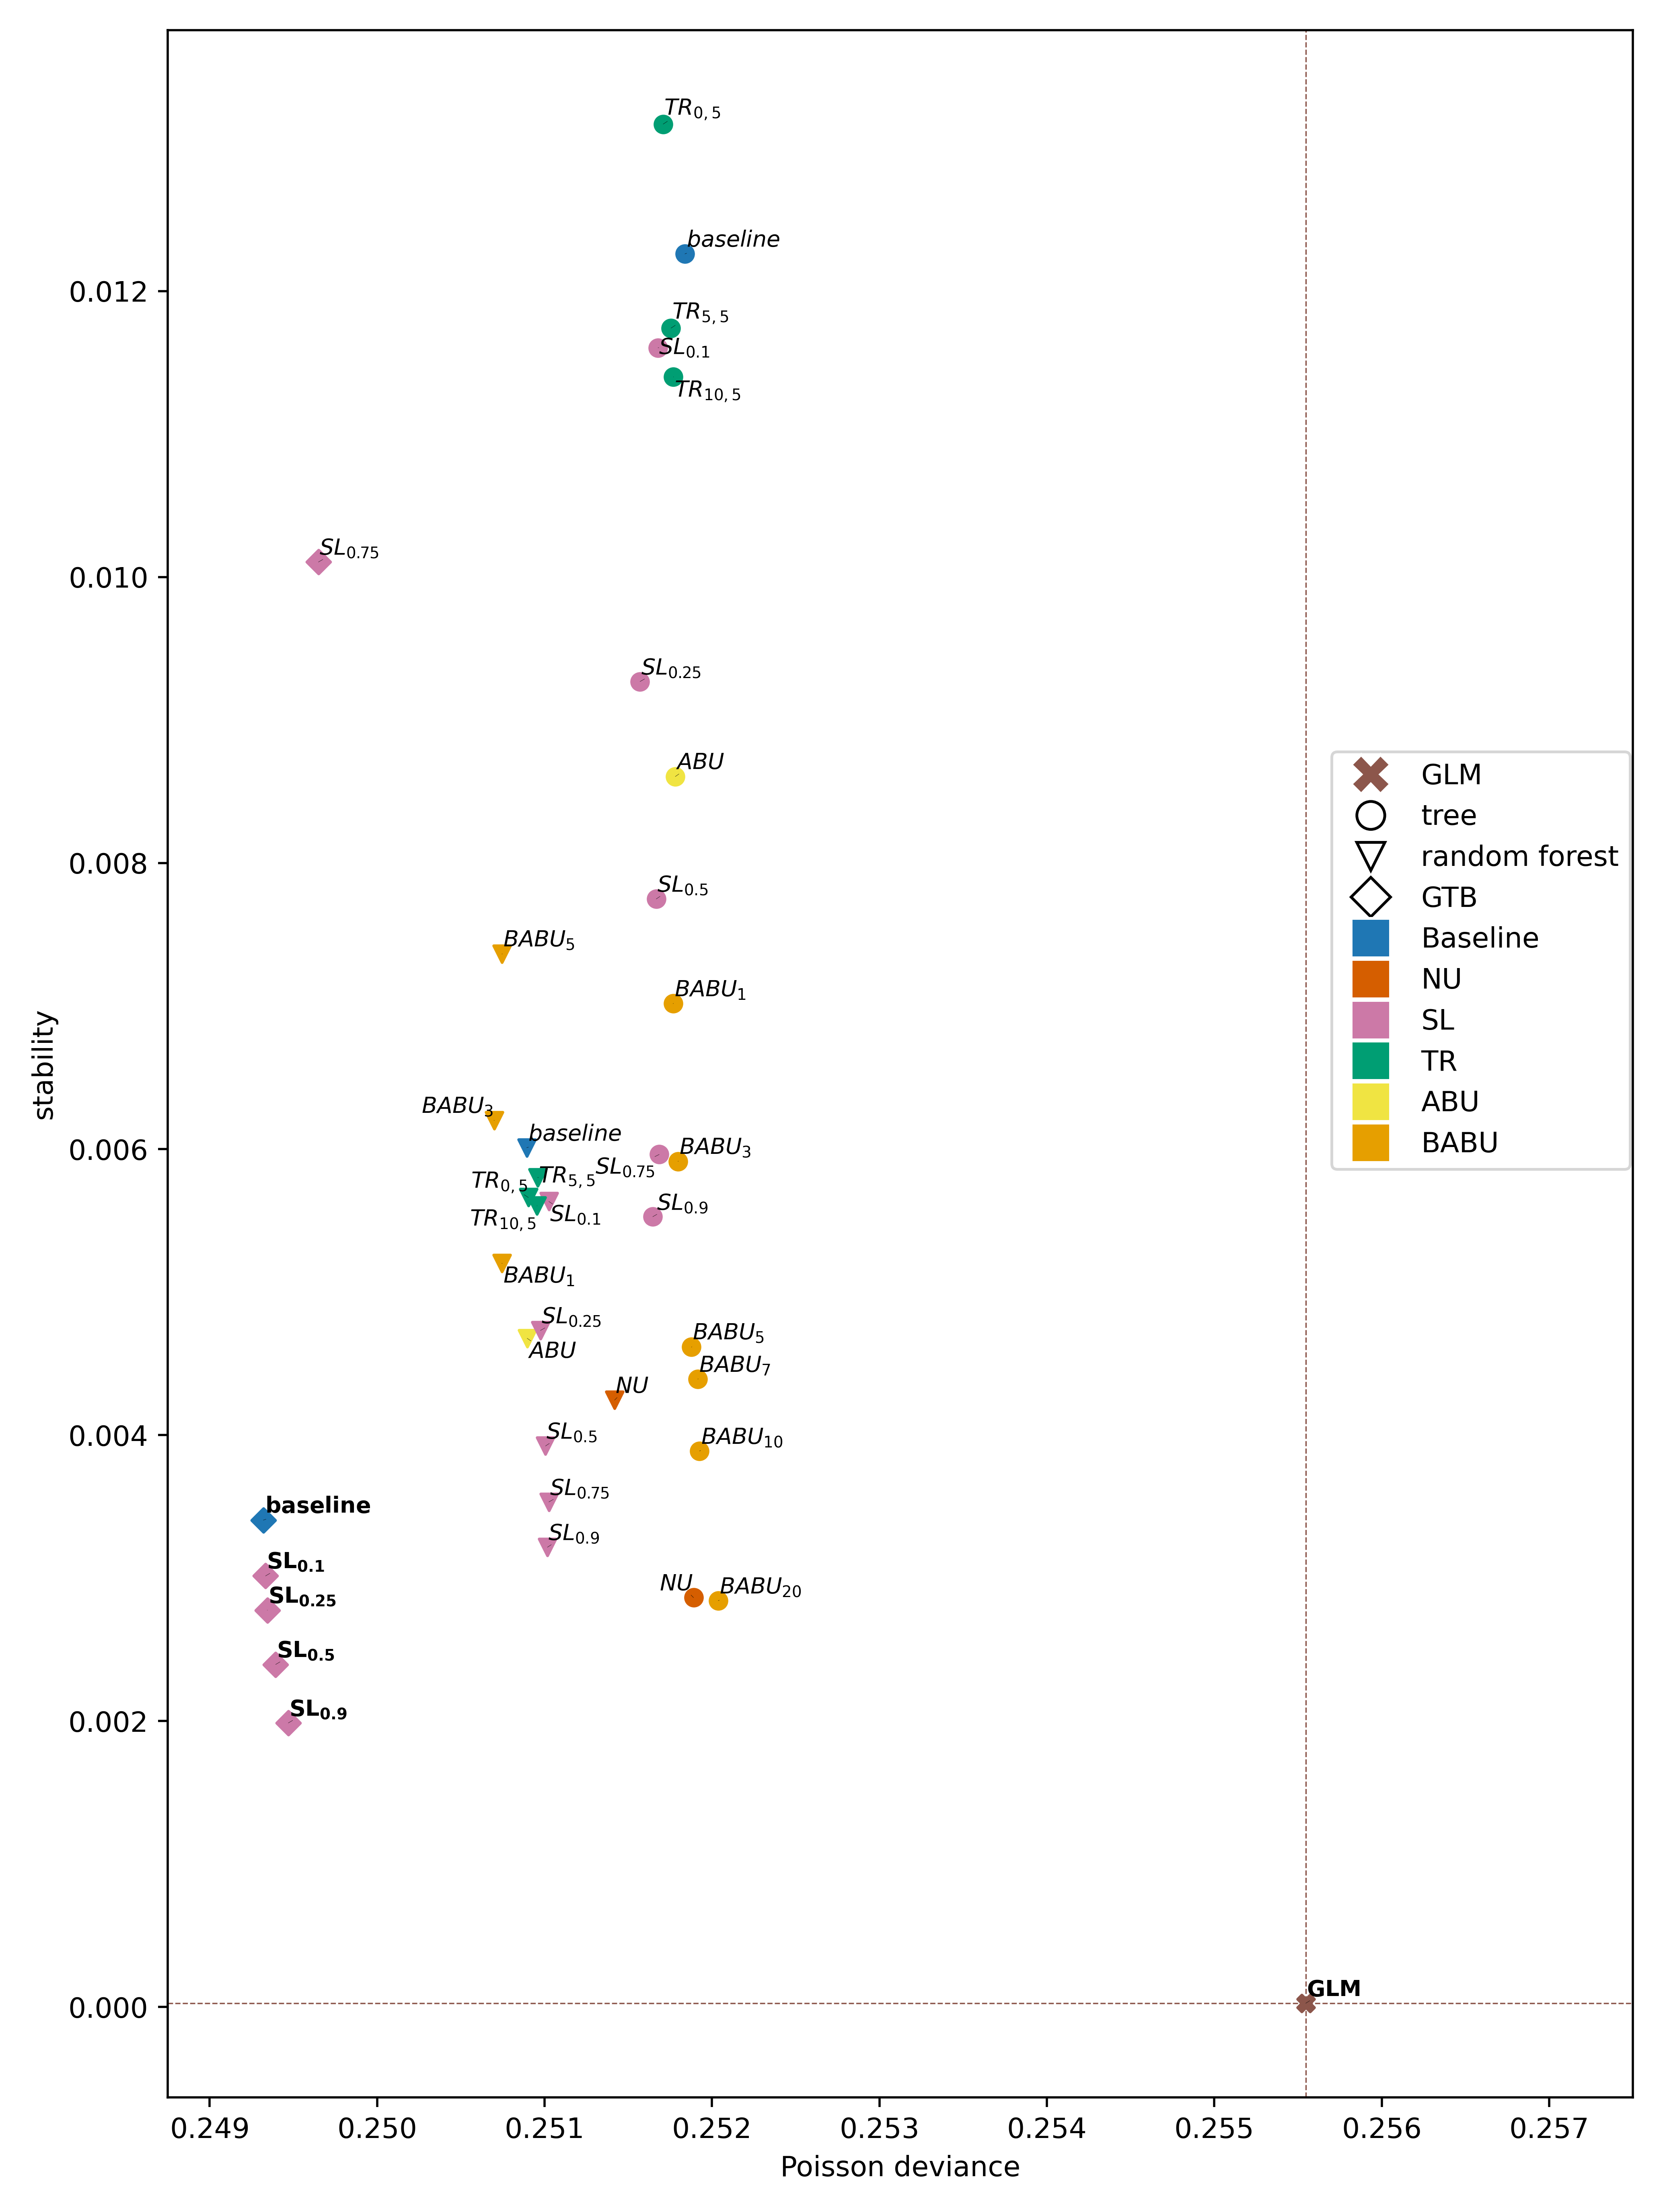 TR0, 5
baseline
0.012
TR5, 5
SL0.1
TR10, 5
SL0.75
0.010
SL0.25
ABU
GLM
tree
0.008
random forest
SL0.5
GTB
BABU5
Baseline
NU
BABU1
SL
stability
TR
ABU
BABU3
baseline
0.006
BABU3
BABU
SL0.75
TR5, 5
TR0, 5
SL0.9
SL0.1
TR10, 5
BABU1
SL0.25
BABU5
ABU
BABU7
NU
SL0.5
BABU10
0.004
SL0.75
baseline
SL0.9
SL0.1
NU
BABU20
SL0.25
SL0.5
SL0.9
0.002
GLM
0.000
0.249 0.250 0.251 0.252 0.253 0.254 0.255 0.256 0.257
Poisson deviance